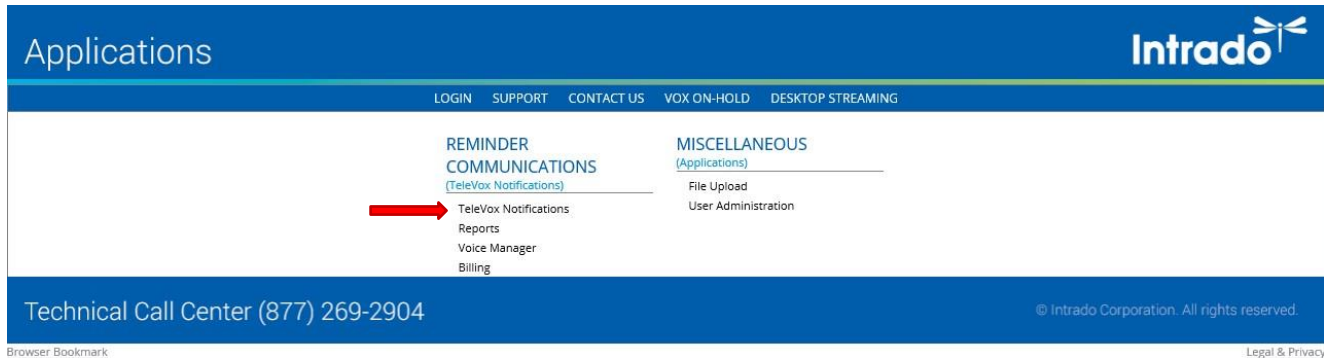 Applications
Intrado
LOGIN SUPPORT CONTACT US VOX ON-HOLD DESKTOP STREAMING
REMINDER
COMMUNICATIONS
(TeleVox Notifications)
TeleVox Notifications
Reports
Voice Manager
Billing
MISCELLANEOUS
(Applications)
File Upload
User Administration
Technical Call Center (877) 269-2904
© Intrado Corporation. All rights reserved.
Browser Bookmark
Legal & Privacy